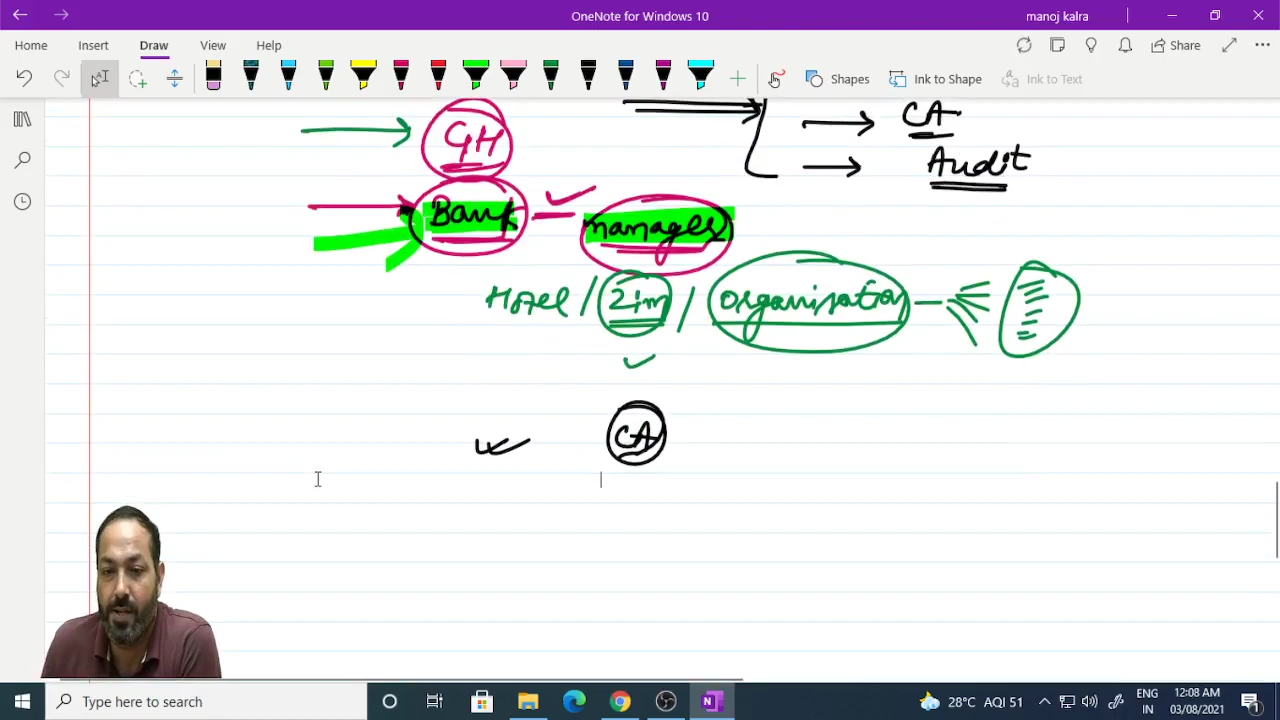 OneNote for Windows 10
manoj kalra
Home Insert Draw View Help
Share
Shapes Ink to Shape Ink to Text
GH
CA
Audit
Bank
manages
Hotel / / organisation
CA
Type here to search
28°C AQI 51
ENG
IN
12:08 AM
03/08/2021